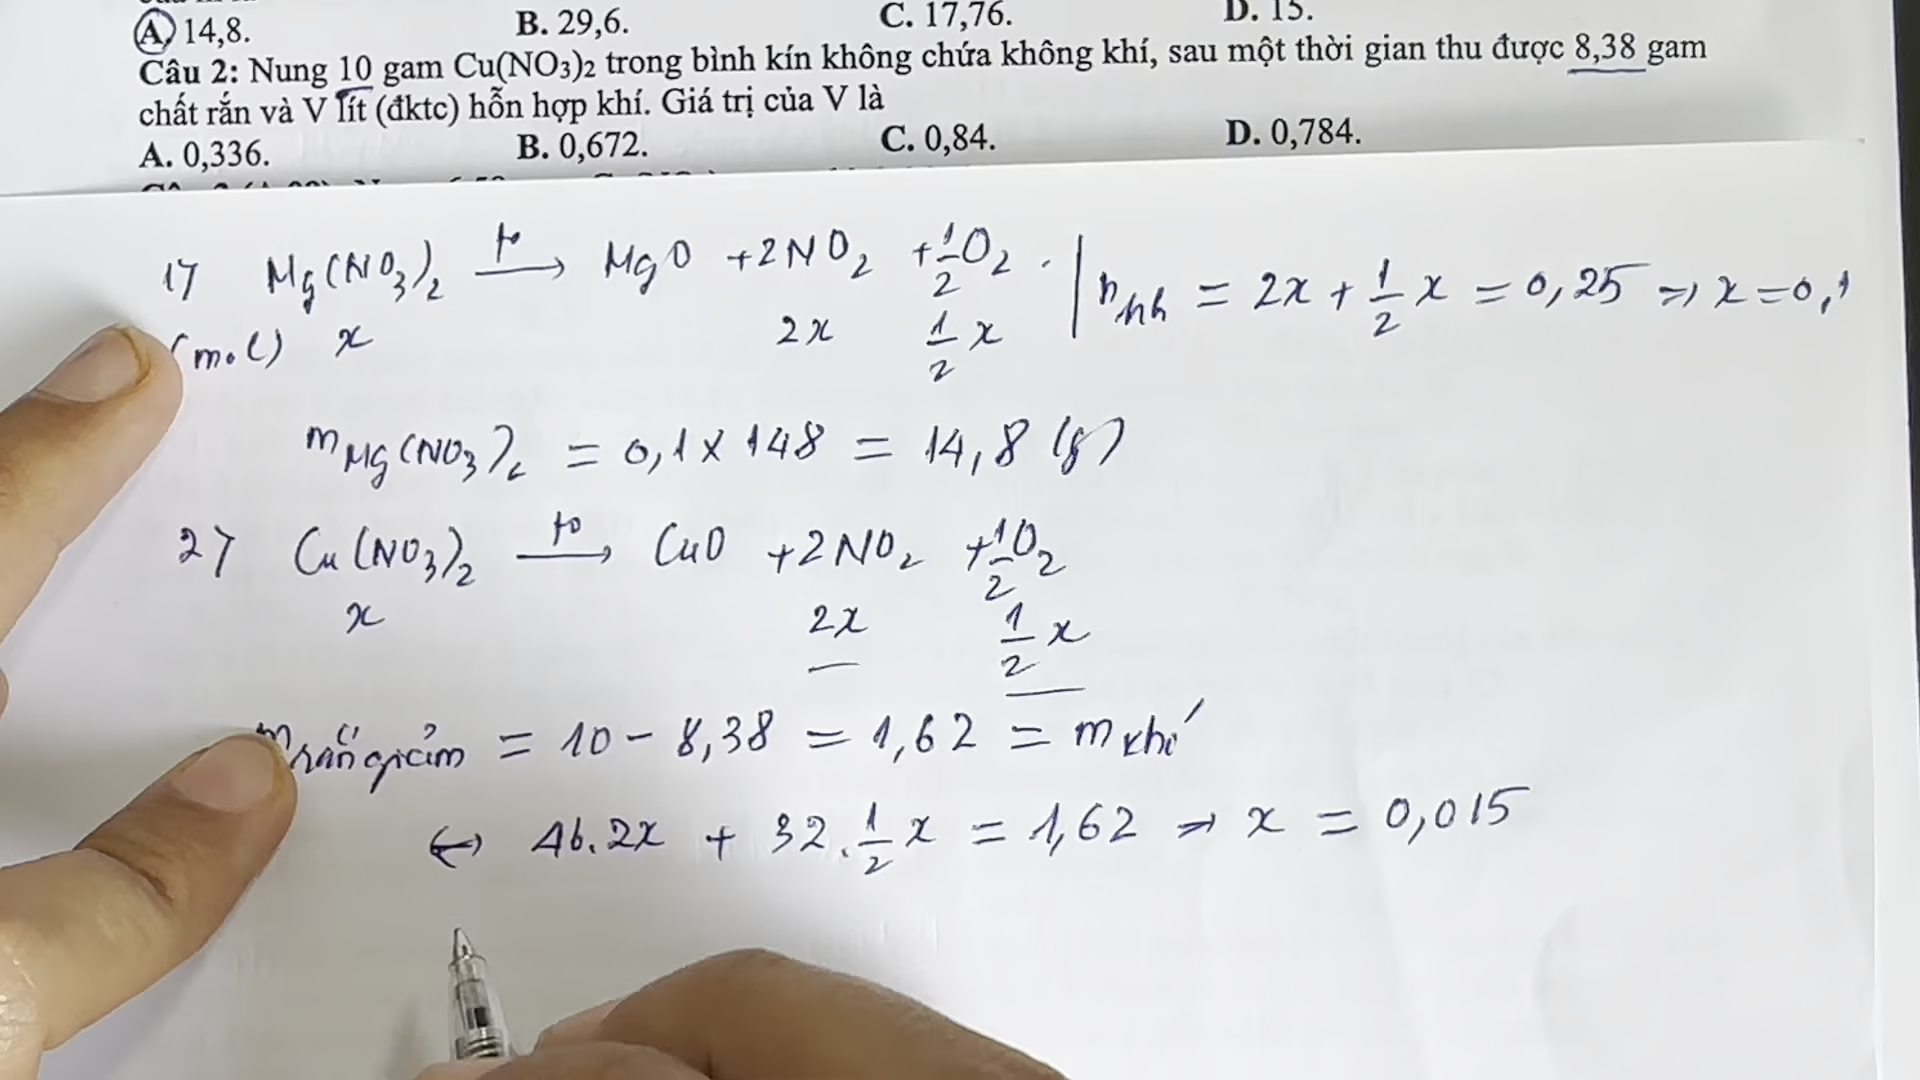 A. 14,8. B. 29,6. C. 17,76. D. 15.
Câu 2: Nung 10 gam Cu(NO₃)₂ trong bình kín không chứa không khí, sau một thời gian thu được 8,38 gam
chất rắn và V lít (đktc) hỗn hợp khí. Giá trị của V là
A. 0,336. B. 0,672. C. 0,84. D. 0,784.
1> Mg(NO₃)₂ —t°→ MgO + 2NO₂ + 1/2 O₂ . | n hh = 2x + 1/2 x = 0,25 => x = 0,1
(mol) x 2x 1/2 x
m Mg(NO₃)₂ = 0,1 x 148 = 14,8 (g)
2> Cu(NO₃)₂ —t°→ CuO + 2NO₂ + 1/2 O₂
x 2x 1/2 x
m rắn giảm = 10 - 8,38 = 1,62 = m khí
<-> 46.2x + 32.1/2 x = 1,62 => x = 0,015